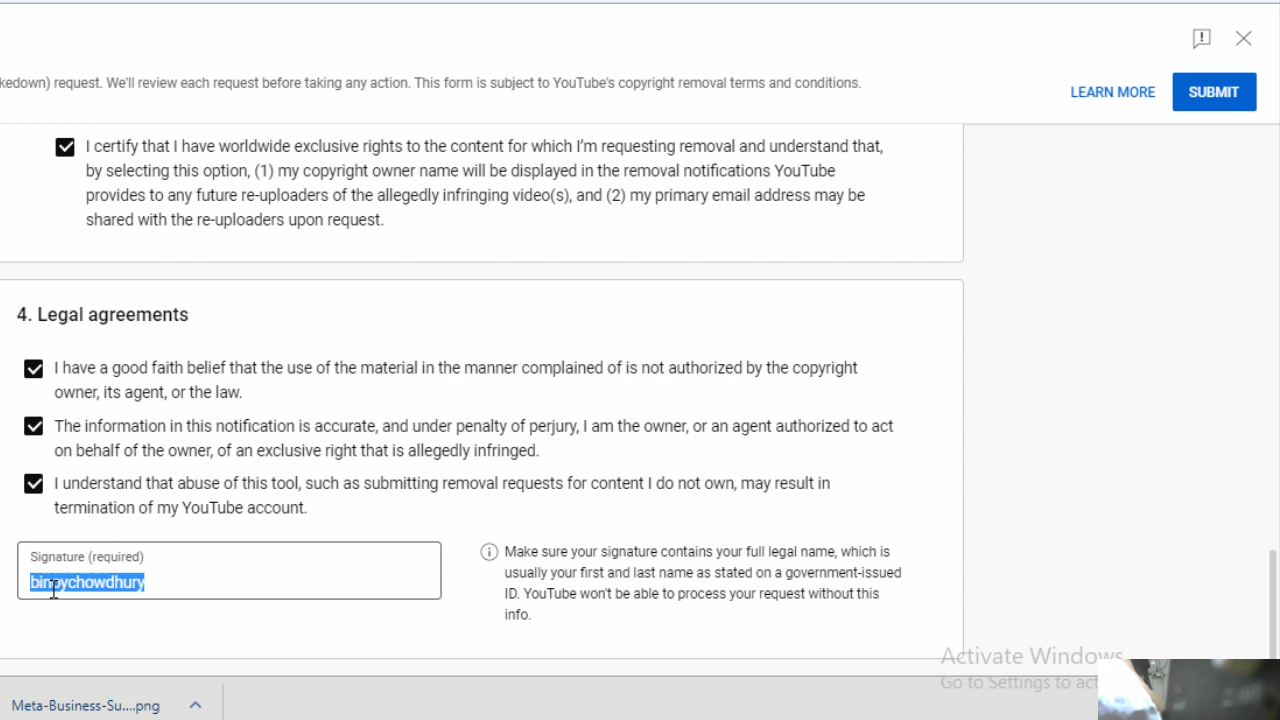 kedown) request. We'll review each request before taking any action. This form is subject to YouTube's copyright removal terms and conditions.
LEARN MORE
SUBMIT
I certify that I have worldwide exclusive rights to the content for which I'm requesting removal and understand that,
by selecting this option, (1) my copyright owner name will be displayed in the removal notifications YouTube
provides to any future re-uploaders of the allegedly infringing video(s), and (2) my primary email address may be
shared with the re-uploaders upon request.
4. Legal agreements
I have a good faith belief that the use of the material in the manner complained of is not authorized by the copyright
owner, its agent, or the law.
The information in this notification is accurate, and under penalty of perjury, I am the owner, or an agent authorized to act
on behalf of the owner, of an exclusive right that is allegedly infringed.
I understand that abuse of this tool, such as submitting removal requests for content I do not own, may result in
termination of my YouTube account.
Signature (required)
Make sure your signature contains your full legal name, which is
usually your first and last name as stated on a government-issued
ID. YouTube won't be able to process your request without this
info.
Activate Windows
Go to Settings to act
Meta-Business-Su....png